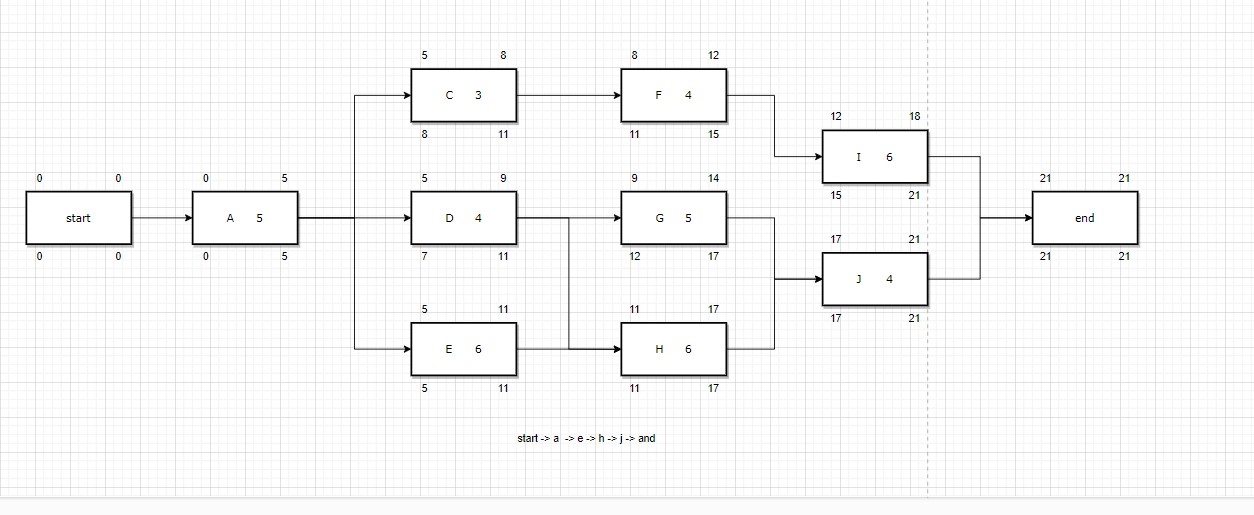 5 8
C 3
8 11
8 12
F 4
11 15
12 18
I 6
15 21
0 0
start
0 0
0 5
A 5
0 5
5 9
D 4
7 11
9 14
G 5
12 17
17 21
J 4
17 21
21 21
end
21 21
5 11
E 6
5 11
11 17
H 6
11 17
start -> a -> e -> h -> j -> and